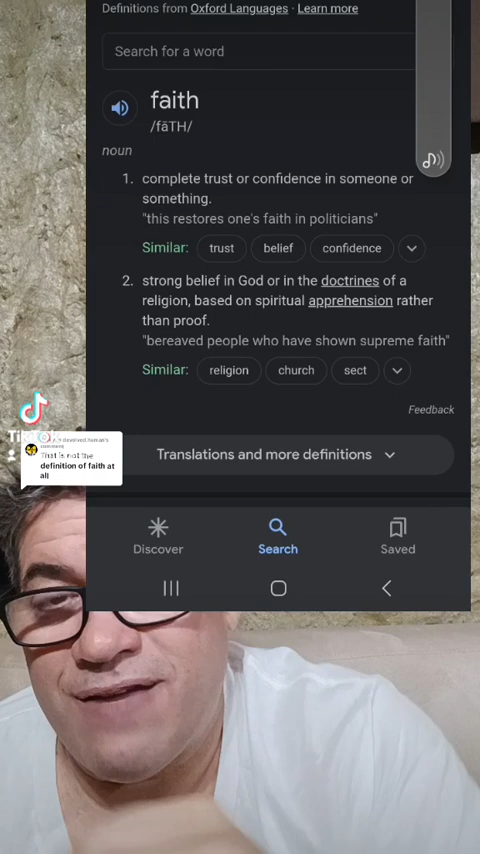 Definitions from Oxford Languages · Learn more
Search for a word
faith
/fāTH/
noun
1. complete trust or confidence in someone or
something.
"this restores one's faith in politicians"
Similar: trust belief confidence
2. strong belief in God or in the doctrines of a
religion, based on spiritual apprehension rather
than proof.
"bereaved people who have shown supreme faith"
Similar: religion church sect
Feedback
Translations and more definitions
Discover Search Saved
devolved.human's
comment
That is not the
definition of faith at
all